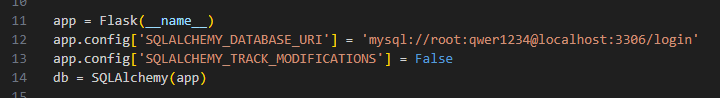 11 app = Flask(__name__)
12 app.config['SQLALCHEMY_DATABASE_URI'] = 'mysql://root:qwer1234@localhost:3306/login'
13 app.config['SQLALCHEMY_TRACK_MODIFICATIONS'] = False
14 db = SQLAlchemy(app)